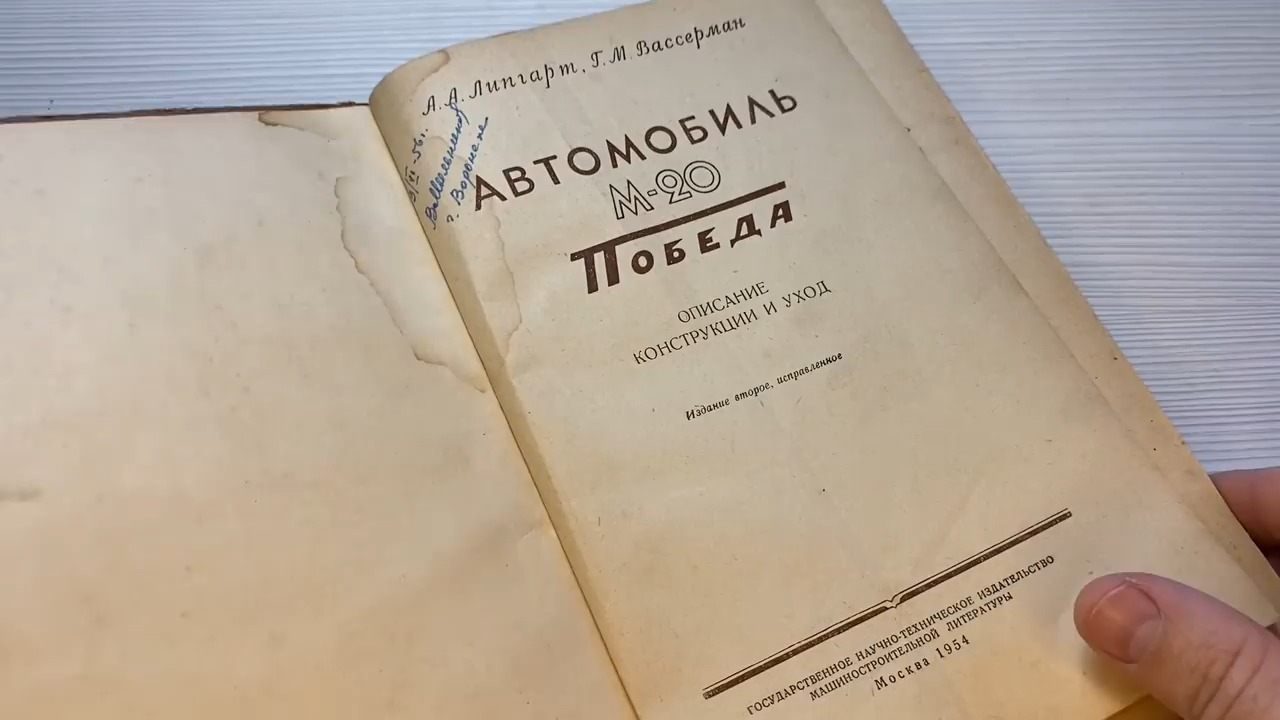 А. А. Липгарт, Г. М. Вассерман
56 г.
г. Воронеж
АВТОМОБИЛЬ
М-20
ПОБЕДА
ОПИСАНИЕ
КОНСТРУКЦИИ И УХОД
Издание второе, исправленное
ГОСУДАРСТВЕННОЕ НАУЧНО-ТЕХНИЧЕСКОЕ ИЗДАТЕЛЬСТВО
МАШИНОСТРОИТЕЛЬНОЙ ЛИТЕРАТУРЫ
Москва 1954